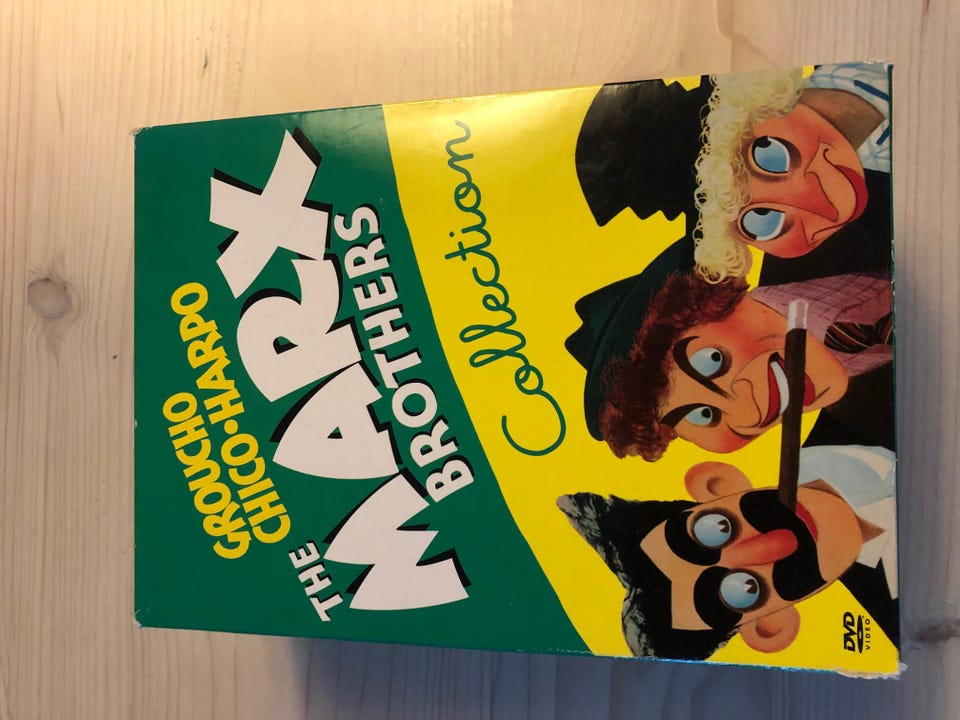 GROUCHO
CHICO·HARPO
THE
MARX
BROTHERS
Collection
DVD
VIDEO